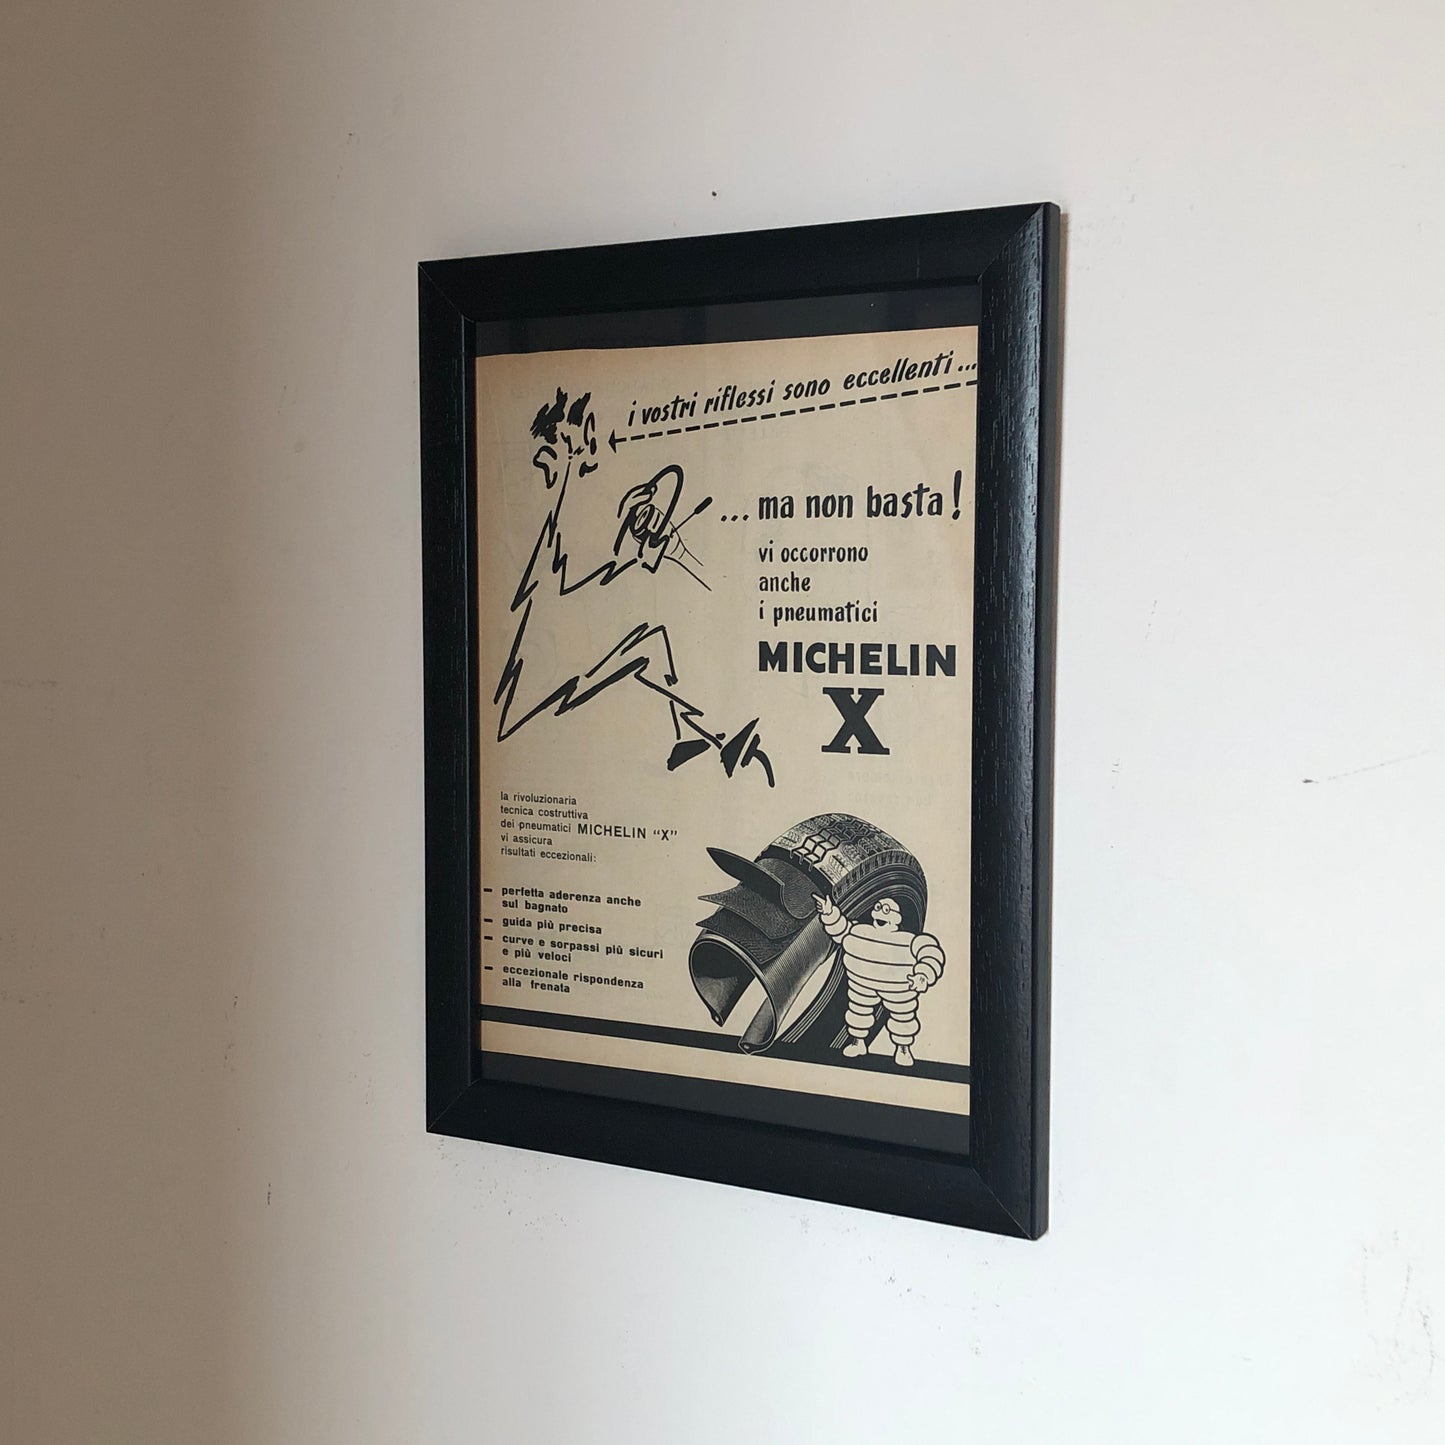 i vostri riflessi sono eccellenti...
...ma non basta!
vi occorrono
anche
i pneumatici
MICHELIN
X
la rivoluzionaria
tecnica costruttiva
dei pneumatici MICHELIN "X"
vi assicura
risultati eccezionali:
– perfetta aderenza anche
sul bagnato
– guida più precisa
– curve e sorpassi più sicuri
e più veloci
– eccezionale rispondenza
alla frenata